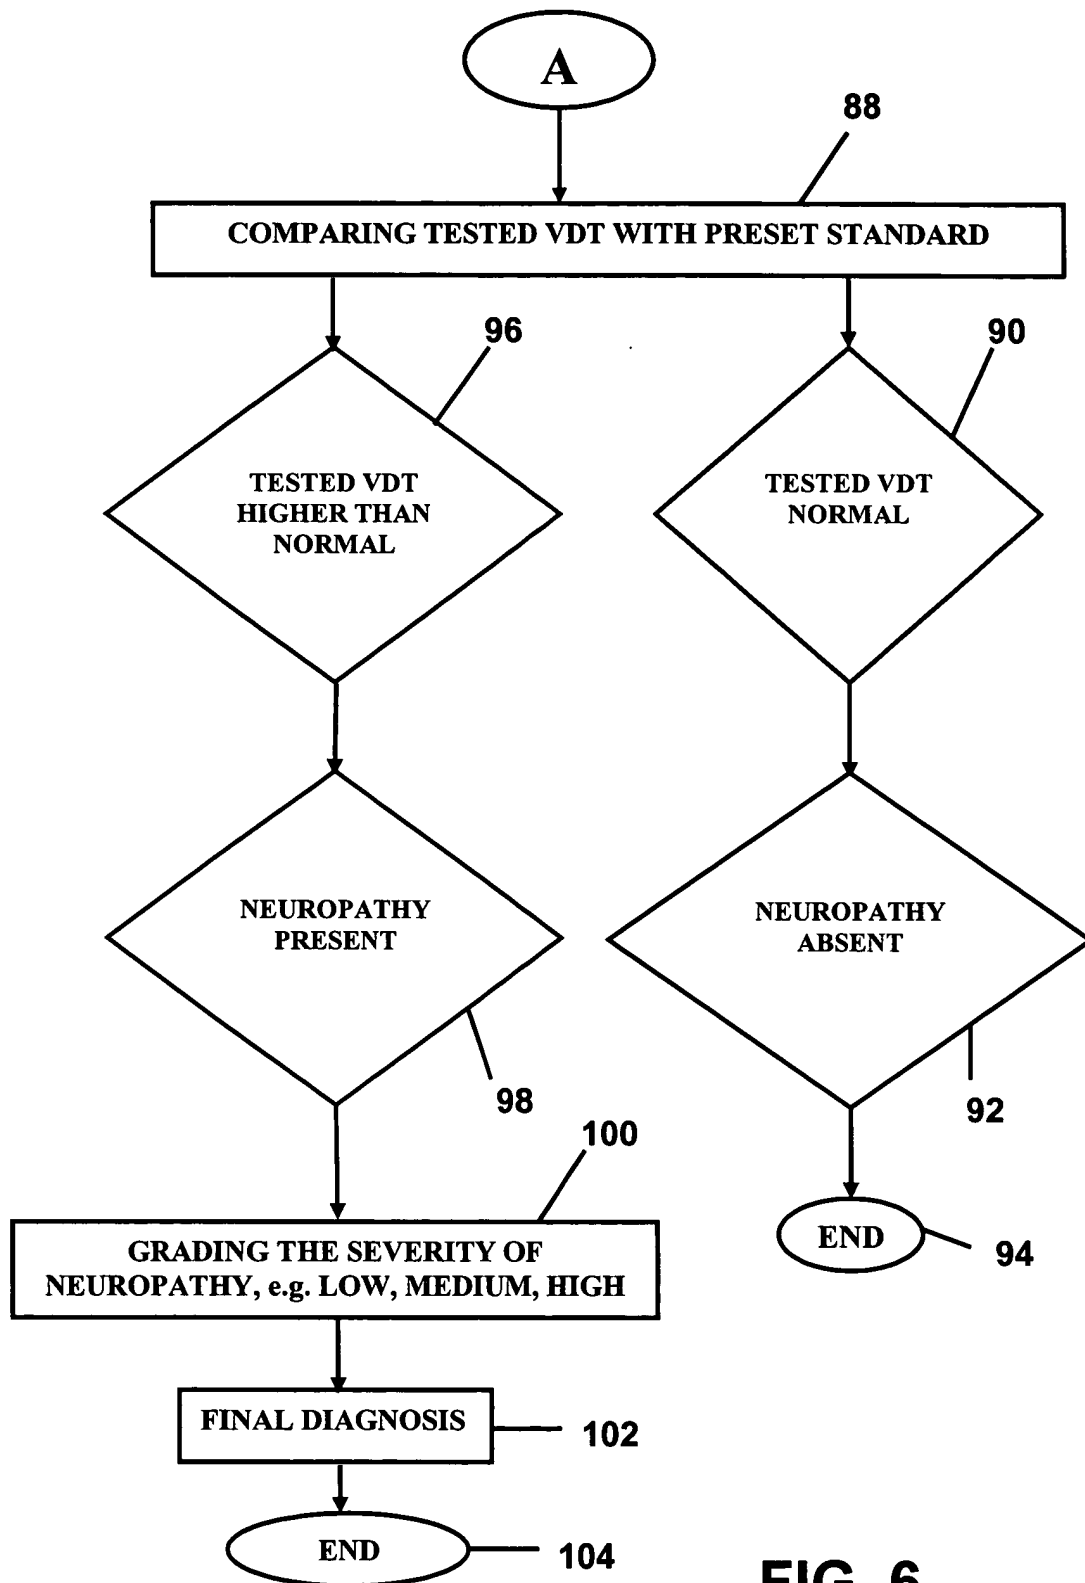 A
88
COMPARING TESTED VDT WITH PRESET STANDARD
96
90
TESTED VDT
HIGHER THAN
NORMAL
TESTED VDT
NORMAL
NEUROPATHY
PRESENT
NEUROPATHY
ABSENT
98
92
100
GRADING THE SEVERITY OF
NEUROPATHY, e.g. LOW, MEDIUM, HIGH
END
94
FINAL DIAGNOSIS
102
END
104
FIG. 6